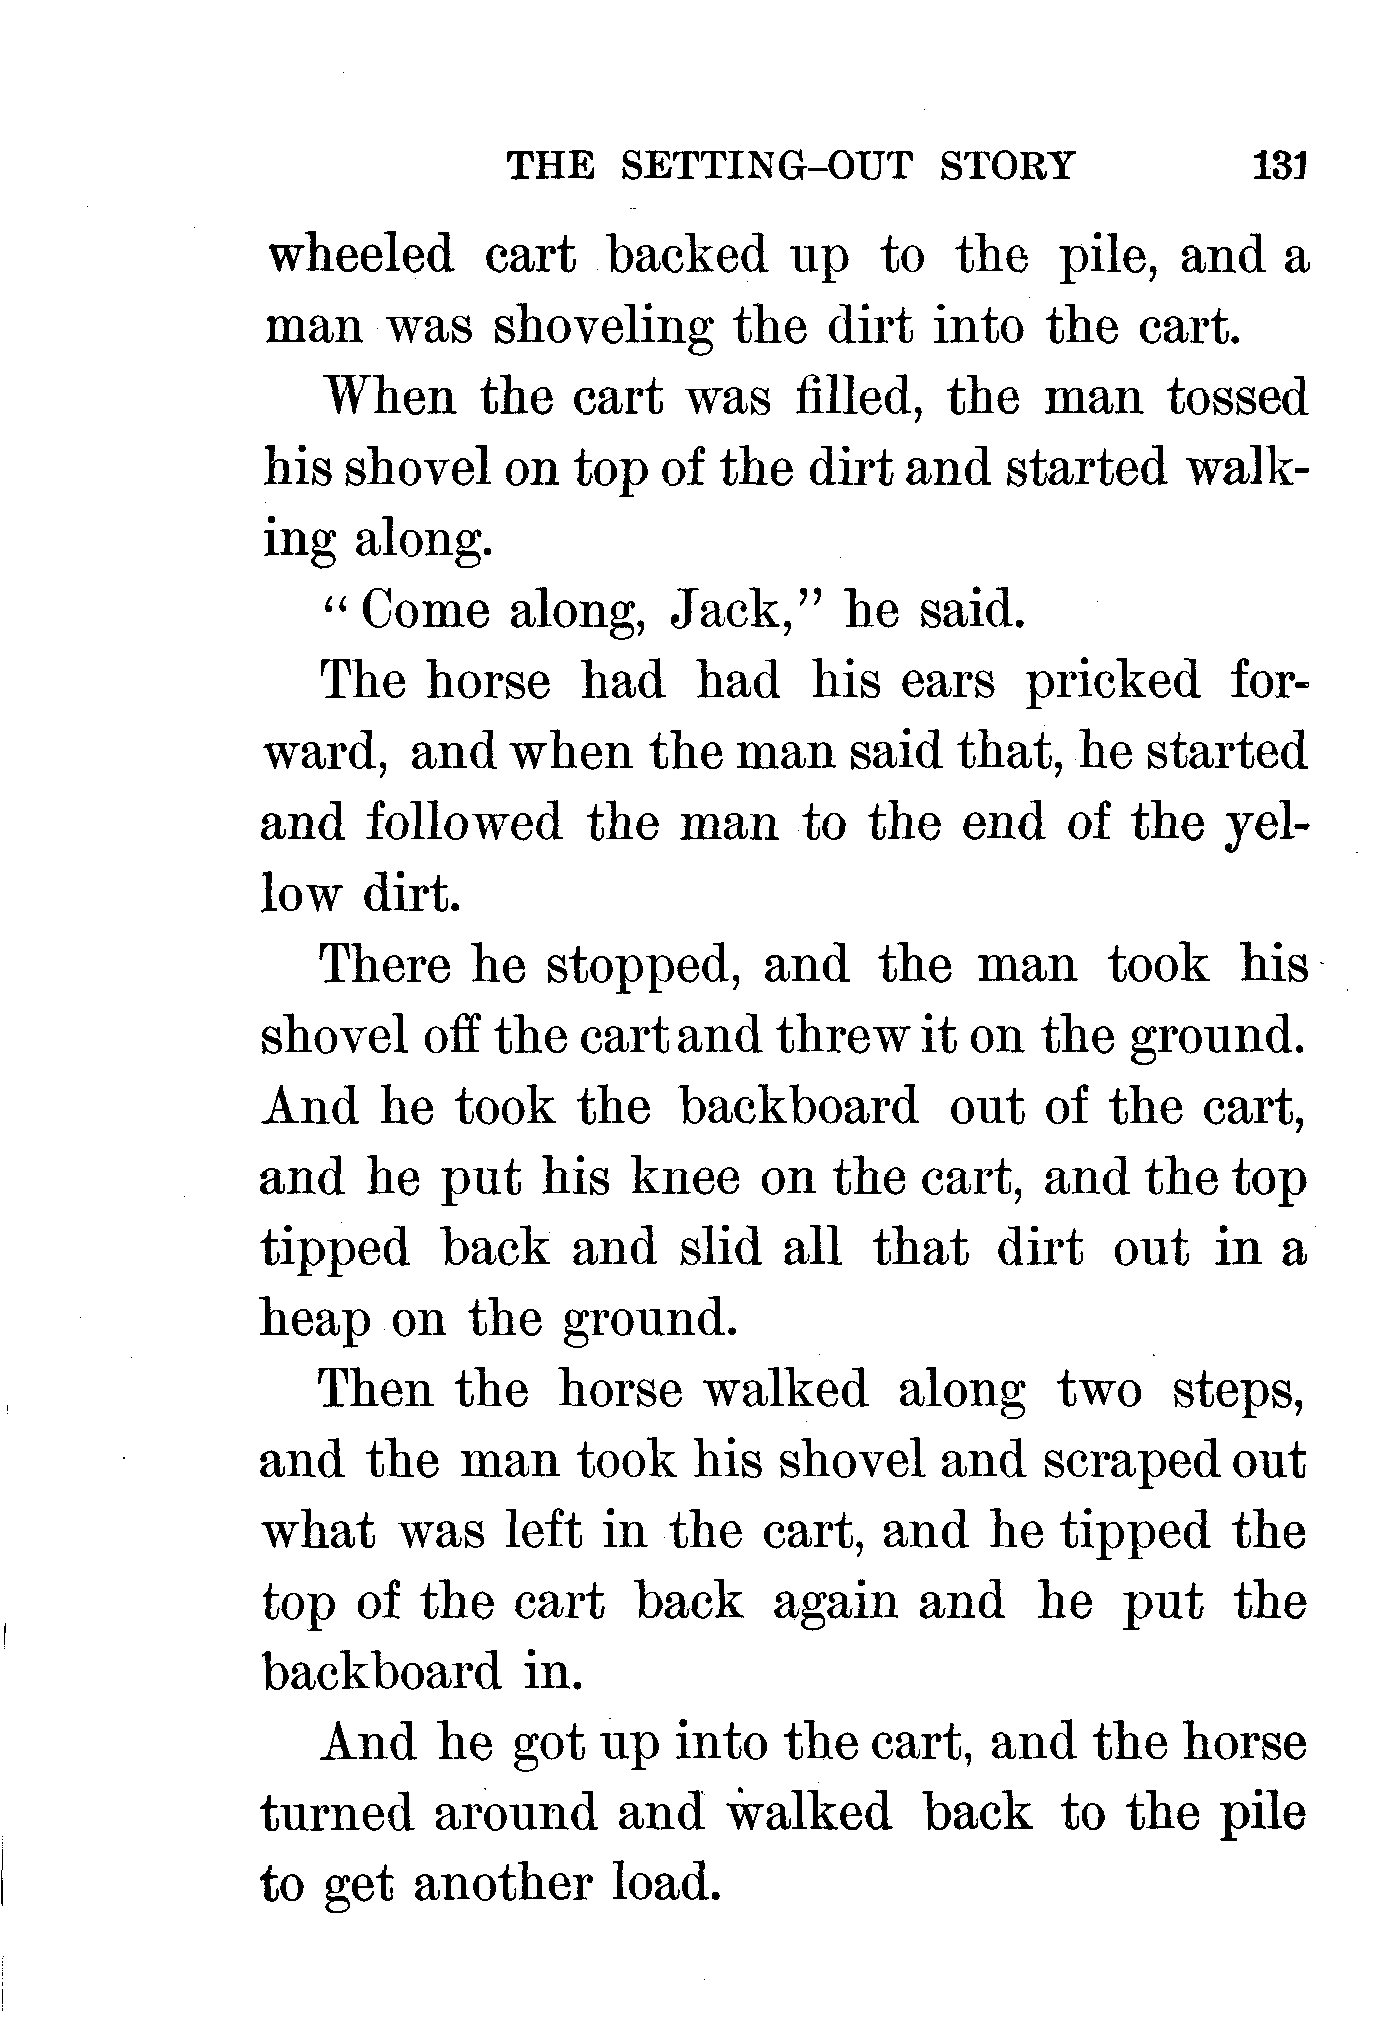 THE SETTING-OUT STORY 131
wheeled cart backed up to the pile, and a
man was shoveling the dirt into the cart.
When the cart was filled, the man tossed
his shovel on top of the dirt and started walk-
ing along.
"Come along, Jack," he said.
The horse had had his ears pricked for-
ward, and when the man said that, he started
and followed the man to the end of the yel-
low dirt.
There he stopped, and the man took his
shovel off the cart and threw it on the ground.
And he took the backboard out of the cart,
and he put his knee on the cart, and the top
tipped back and slid all that dirt out in a
heap on the ground.
Then the horse walked along two steps,
and the man took his shovel and scraped out
what was left in the cart, and he tipped the
top of the cart back again and he put the
backboard in.
And he got up into the cart, and the horse
turned around and walked back to the pile
to get another load.